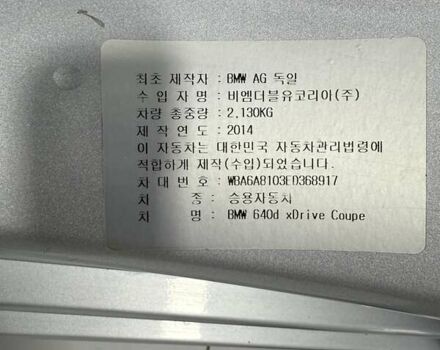 최초 제작자 : BMW AG 독일
수 입 자 명 : 비엠더블유코리아(주)
차량 총중량 : 2,130KG
제 작 연 도 : 2014
이 자동차는 대한민국 자동차관리법령에
적합하게 제작(수입)되었습니다.
차 대 번 호 : WBA6A8103ED368917
차 종 : 승용자동차
차 명 : BMW 640d xDrive Coupe